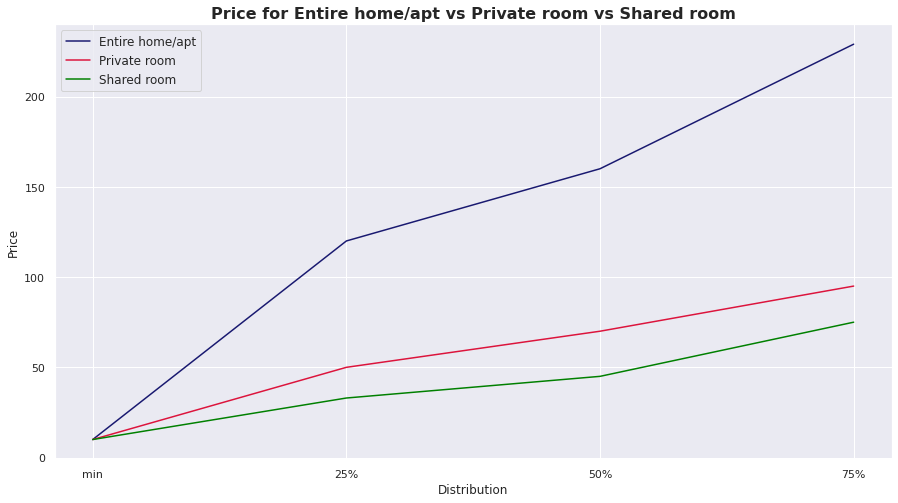 Price for Entire home/apt vs Private room vs Shared room
Entire home/apt
Private room
Shared room
200
150
100
50
0
Price
min 25% 50% 75%
Distribution